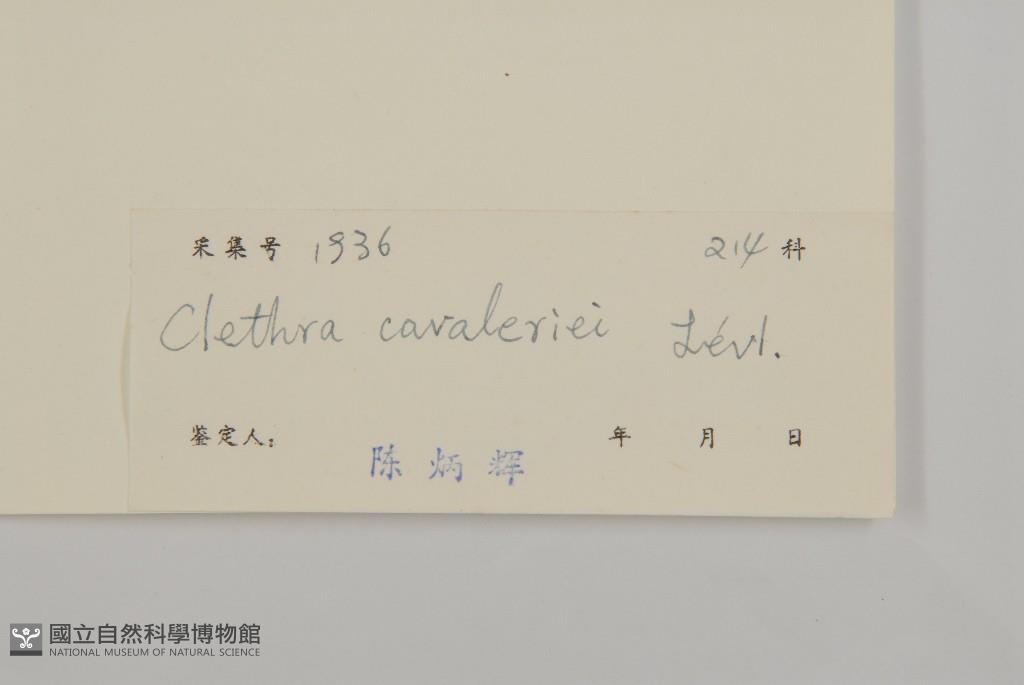 采集号 1936 214 科
Clethra cavaleriei Lévl.
鉴定人: 陈炳辉 年 月 日
國立自然科學博物館
NATIONAL MUSEUM OF NATURAL SCIENCE